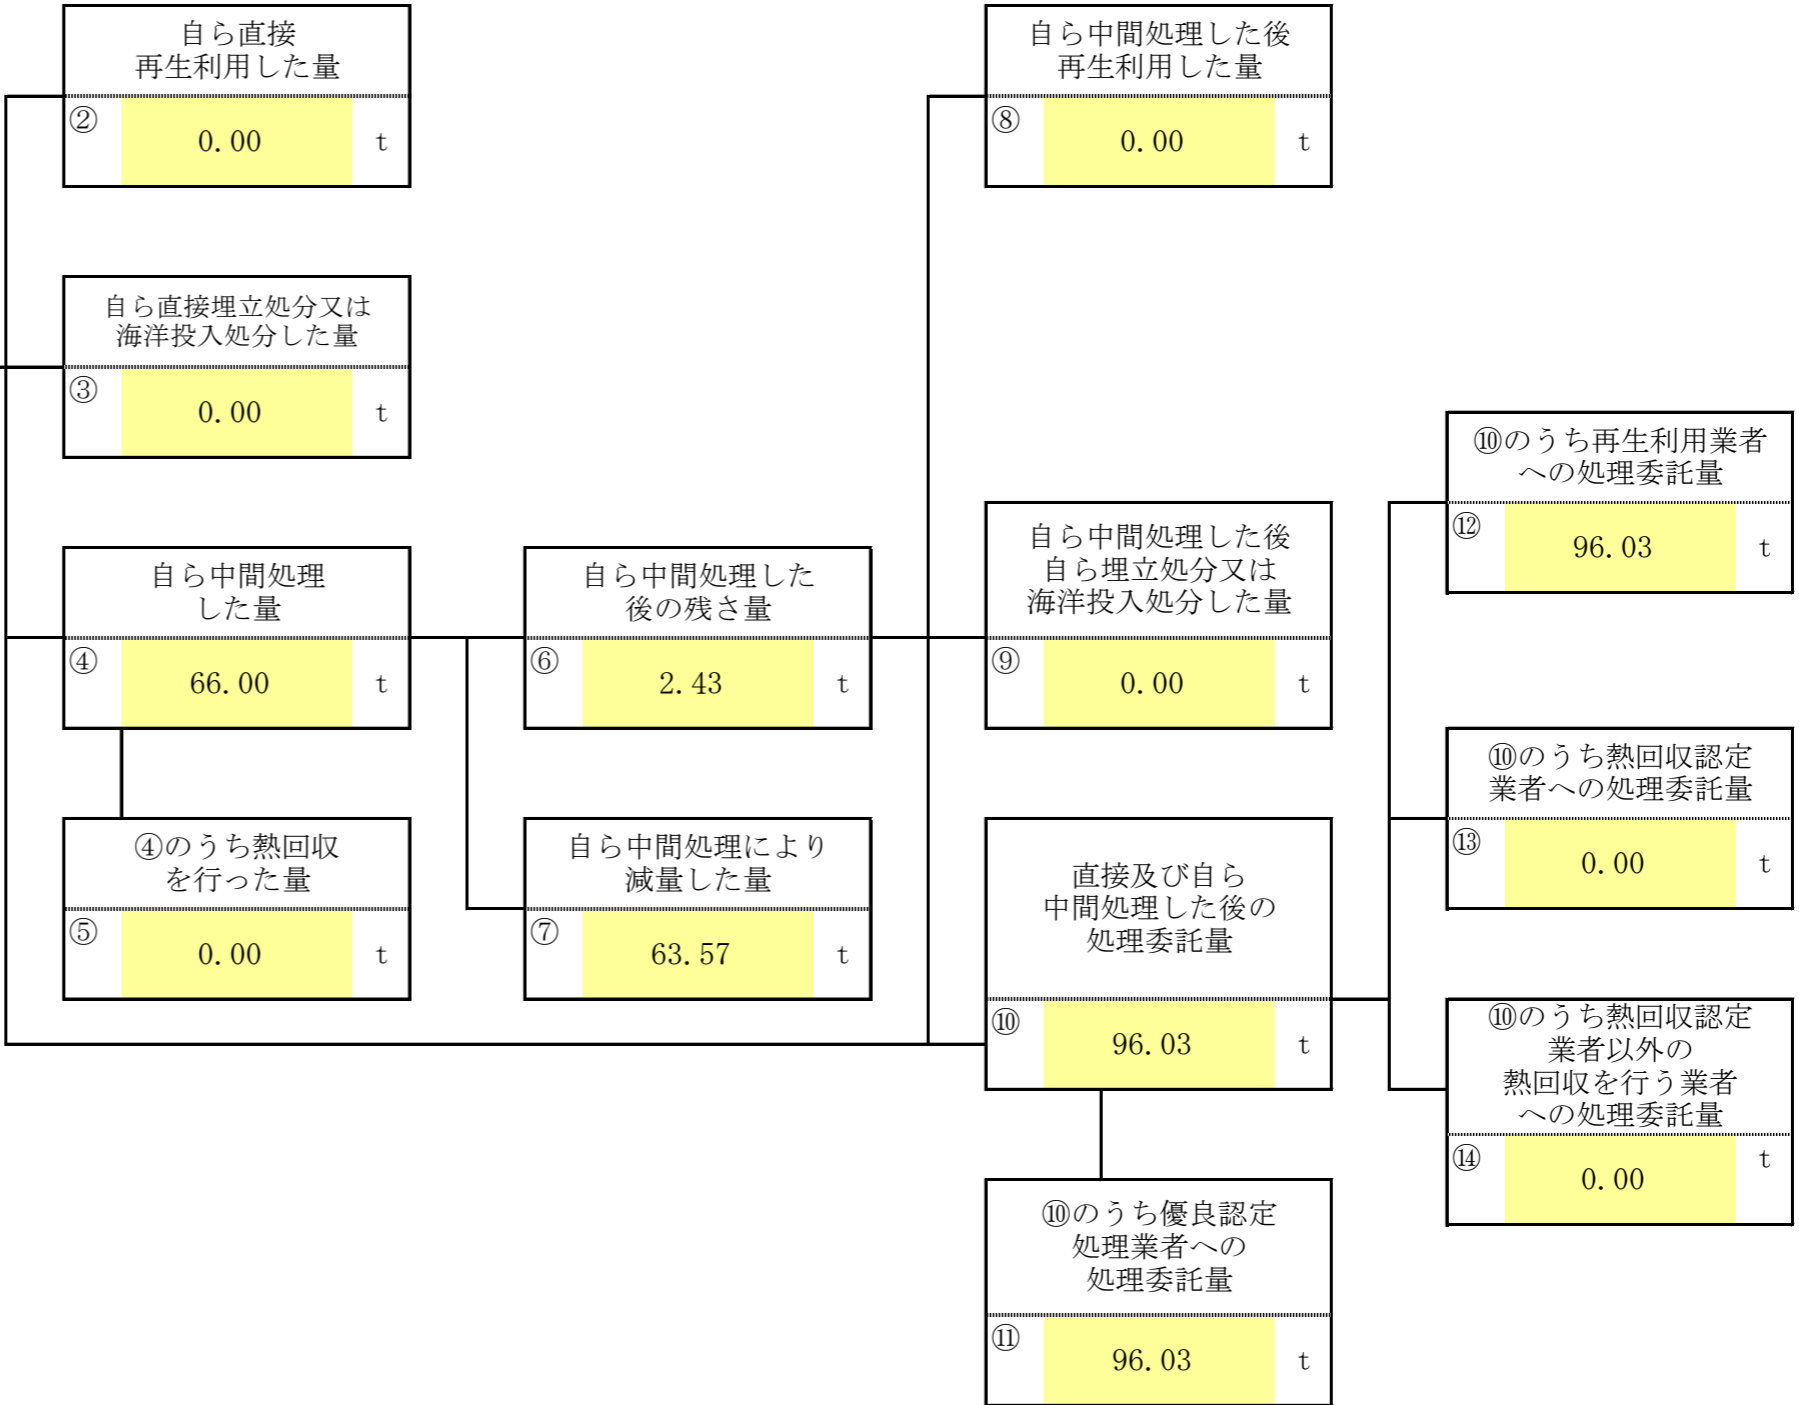 自ら直接
再生利用した量
② 0.00 t
自ら中間処理した後
再生利用した量
⑧ 0.00 t
自ら直接埋立処分又は
海洋投入処分した量
③ 0.00 t
⑩のうち再生利用業者
への処理委託量
⑫ 96.03 t
自ら中間処理
した量
④ 66.00 t
自ら中間処理した
後の残さ量
⑥ 2.43 t
自ら中間処理した後
自ら埋立処分又は
海洋投入処分した量
⑨ 0.00 t
⑩のうち熱回収認定
業者への処理委託量
⑬ 0.00 t
④のうち熱回収
を行った量
⑤ 0.00 t
自ら中間処理により
減量した量
⑦ 63.57 t
直接及び自ら
中間処理した後の
処理委託量
⑩ 96.03 t
⑩のうち熱回収認定
業者以外の
熱回収を行う業者
への処理委託量
⑭ 0.00 t
⑩のうち優良認定
処理業者への
処理委託量
⑪ 96.03 t